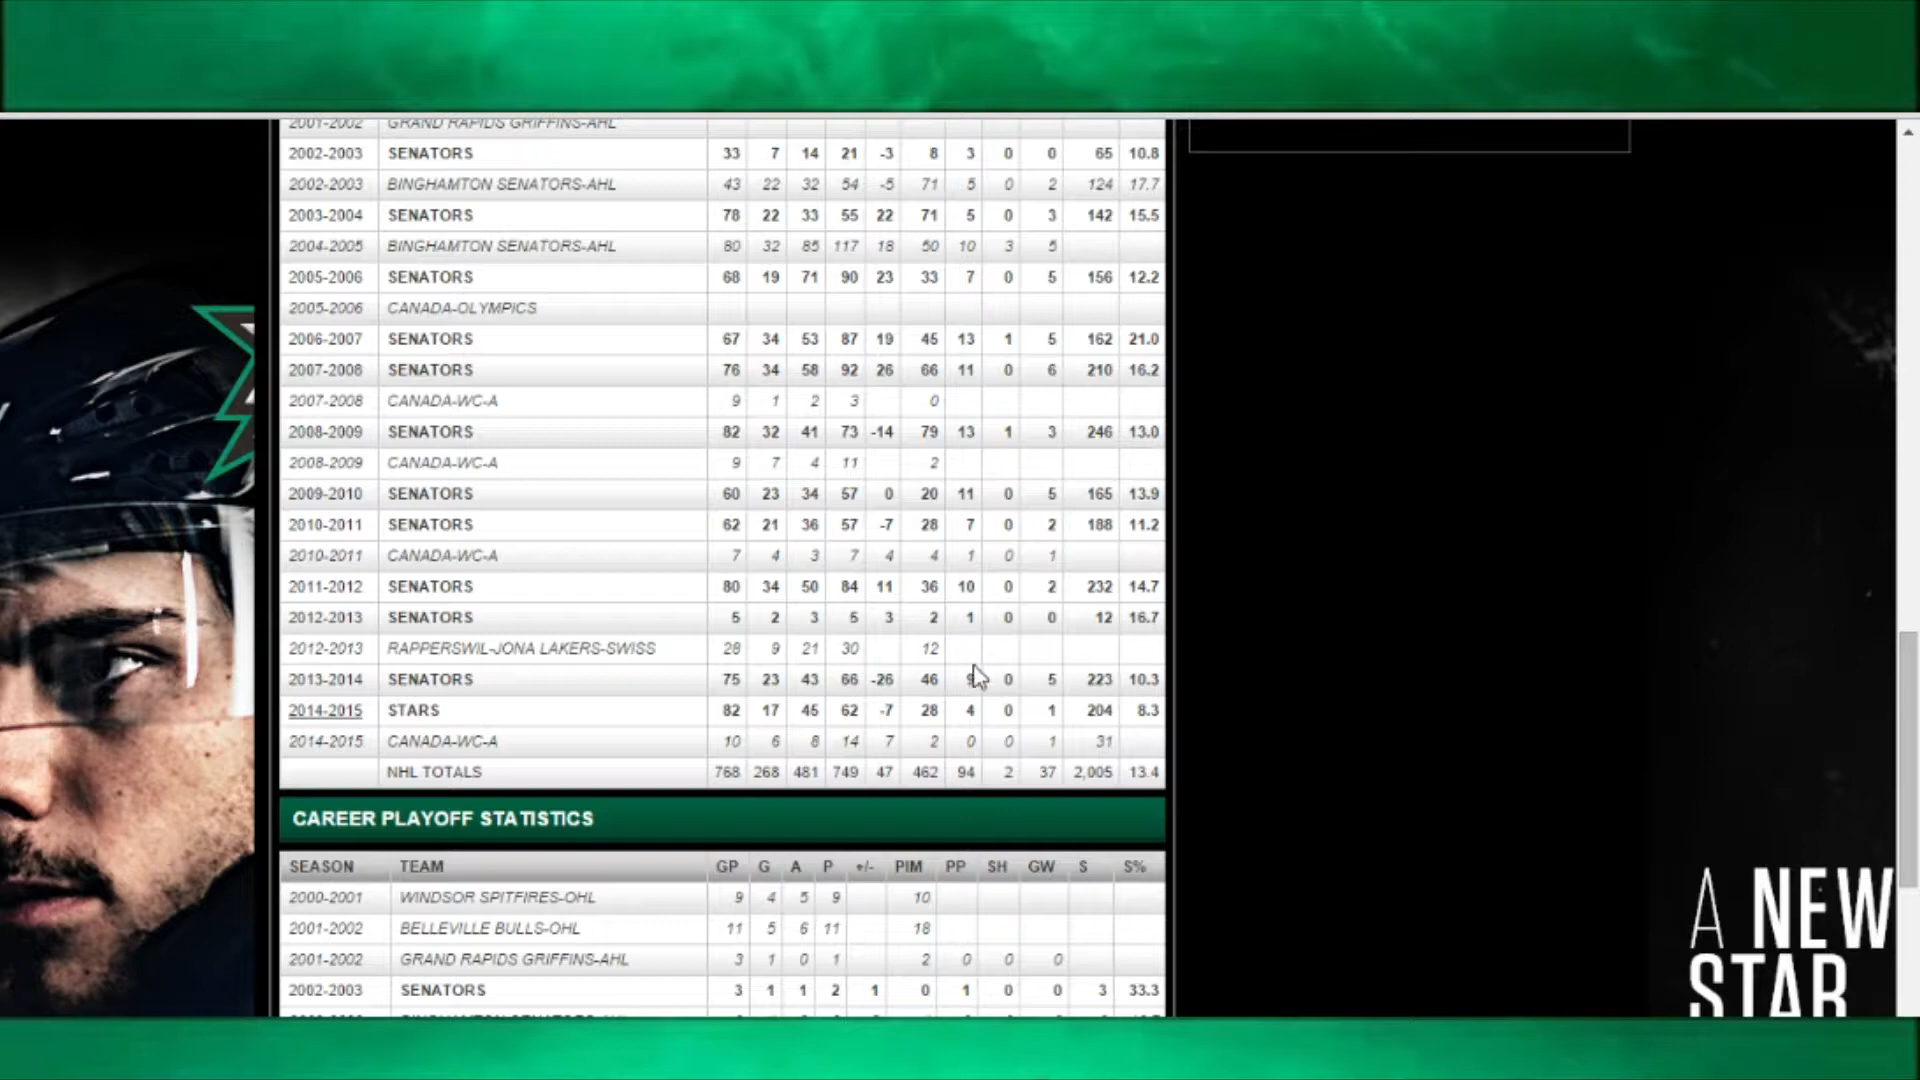 2001-2002 GRAND RAPIDS GRIFFINS-AHL
2002-2003 SENATORS 33 7 14 21 -3 8 3 0 0 65 10.8
2002-2003 BINGHAMTON SENATORS-AHL 43 22 32 54 -5 71 5 0 2 124 17.7
2003-2004 SENATORS 78 22 33 55 22 71 5 0 3 142 15.5
2004-2005 BINGHAMTON SENATORS-AHL 80 32 85 117 18 50 10 3 5
2005-2006 SENATORS 68 19 71 90 23 33 7 0 5 156 12.2
2005-2006 CANADA-OLYMPICS
2006-2007 SENATORS 67 34 53 87 19 45 13 1 5 162 21.0
2007-2008 SENATORS 76 34 58 92 26 66 11 0 6 210 16.2
2007-2008 CANADA-WC-A 9 1 2 3 0
2008-2009 SENATORS 82 32 41 73 -14 79 13 1 3 246 13.0
2008-2009 CANADA-WC-A 9 7 4 11 2
2009-2010 SENATORS 60 23 34 57 0 20 11 0 5 165 13.9
2010-2011 SENATORS 62 21 36 57 -7 28 7 0 2 188 11.2
2010-2011 CANADA-WC-A 7 4 3 7 4 4 1 0 1
2011-2012 SENATORS 80 34 50 84 11 36 10 0 2 232 14.7
2012-2013 SENATORS 5 2 3 5 3 2 1 0 0 12 16.7
2012-2013 RAPPERSWIL-JONA LAKERS-SWISS 28 9 21 30 12
2013-2014 SENATORS 75 23 43 66 -26 46 0 5 223 10.3
2014-2015 STARS 82 17 45 62 -7 28 4 0 1 204 8.3
2014-2015 CANADA-WC-A 10 6 8 14 7 2 0 0 1 31
NHL TOTALS 768 268 481 749 47 462 94 2 37 2,005 13.4
CAREER PLAYOFF STATISTICS
SEASON TEAM GP G A P +/- PIM PP SH GW S S%
2000-2001 WINDSOR SPITFIRES-OHL 9 4 5 9 10
2001-2002 BELLEVILLE BULLS-OHL 11 5 6 11 18
2001-2002 GRAND RAPIDS GRIFFINS-AHL 3 1 0 1 2 0 0 0
2002-2003 SENATORS 3 1 1 2 1 0 1 0 0 3 33.3
A NEW
STAR